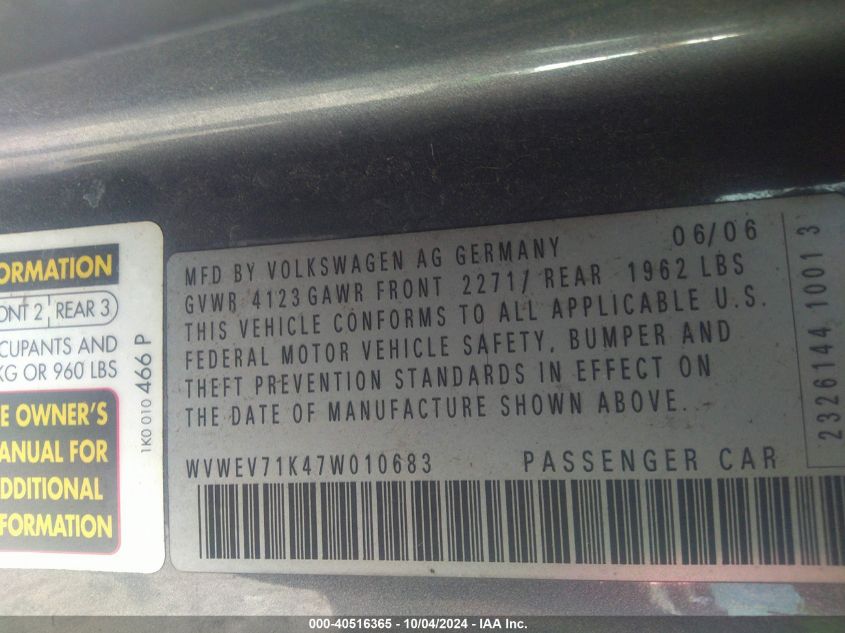 ORMATION
ONT 2 REAR 3
CUPANTS AND
KG OR 960 LBS
E OWNER'S
ANUAL FOR
DDITIONAL
FORMATION
1K0 010 466 P
06/06
MFD BY VOLKSWAGEN AG GERMANY
GVWR 4123 GAWR FRONT 2271/ REAR 1962 LBS
THIS VEHICLE CONFORMS TO ALL APPLICABLE U.S.
FEDERAL MOTOR VEHICLE SAFETY, BUMPER AND
THEFT PREVENTION STANDARDS IN EFFECT ON
THE DATE OF MANUFACTURE SHOWN ABOVE.
WVWEV71K47W010683 PASSENGER CAR
2326144 1001 3
000-40516365 - 10/04/2024 - IAA Inc.